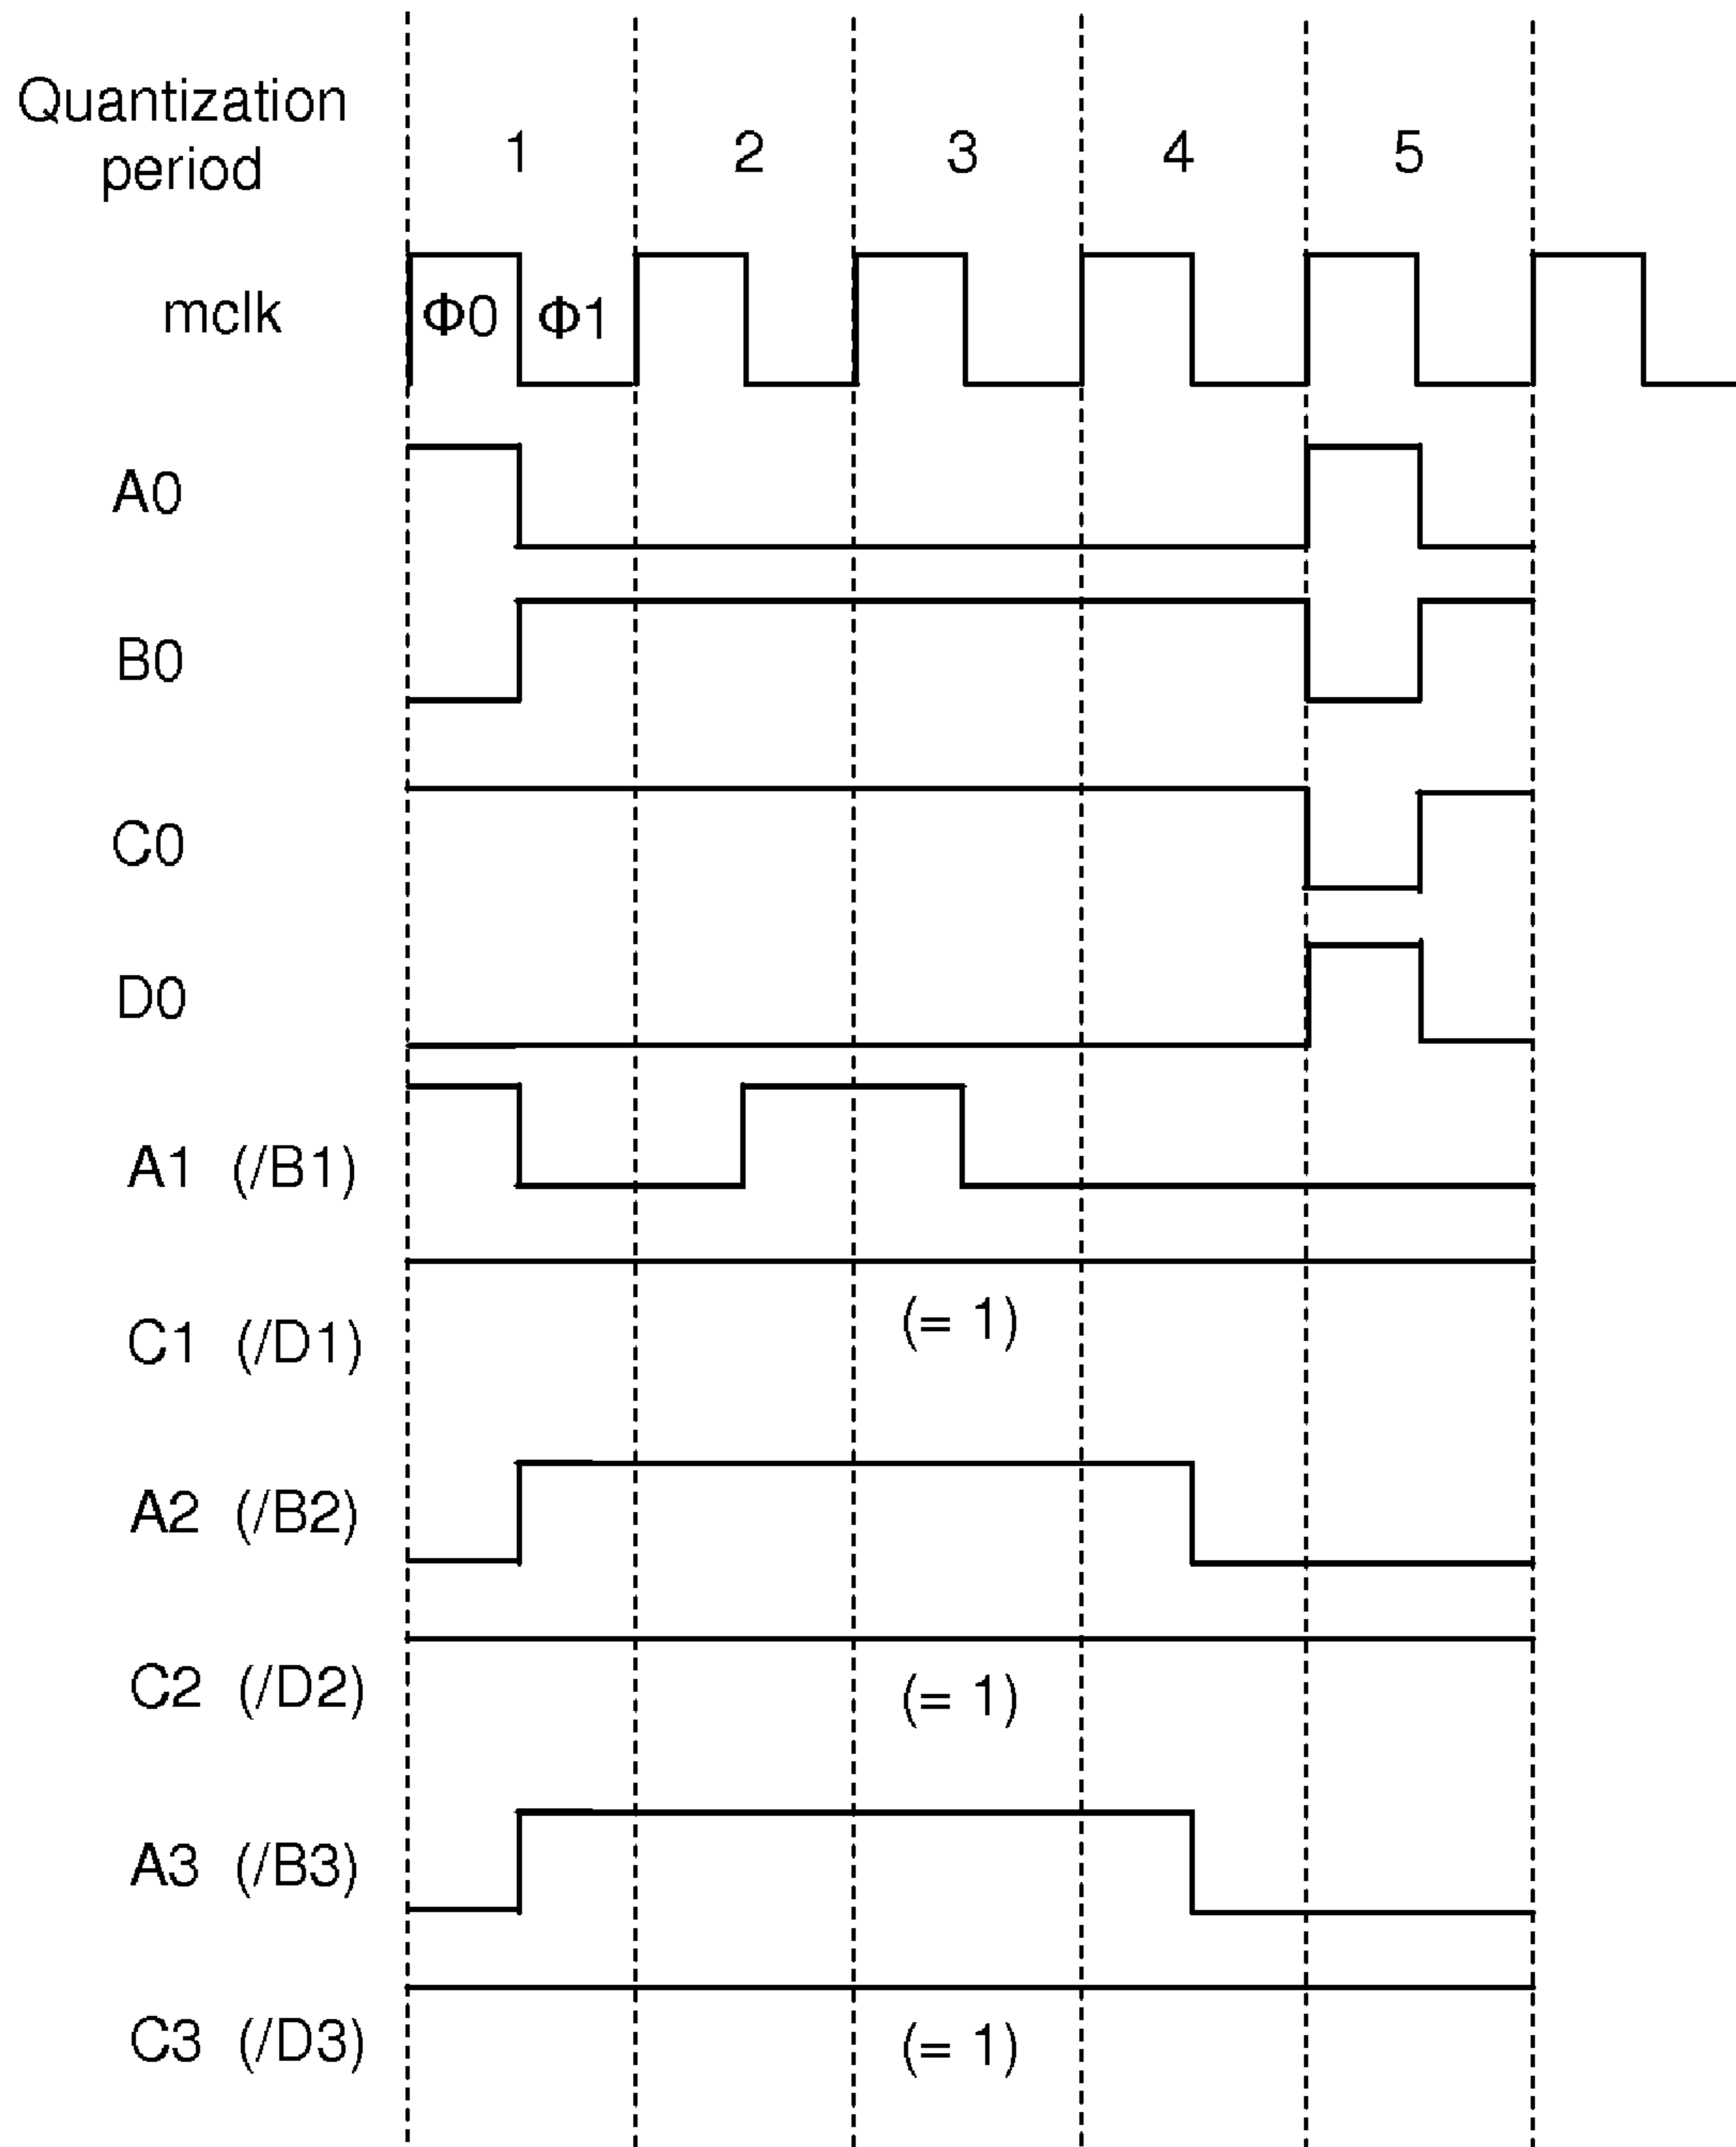 Quantization
period
1 2 3 4 5
mclk
Φ0 Φ1
A0
B0
C0
D0
A1 (/B1)
(= 1)
C1 (/D1)
A2 (/B2)
C2 (/D2)
(= 1)
A3 (/B3)
C3 (/D3)
(= 1)